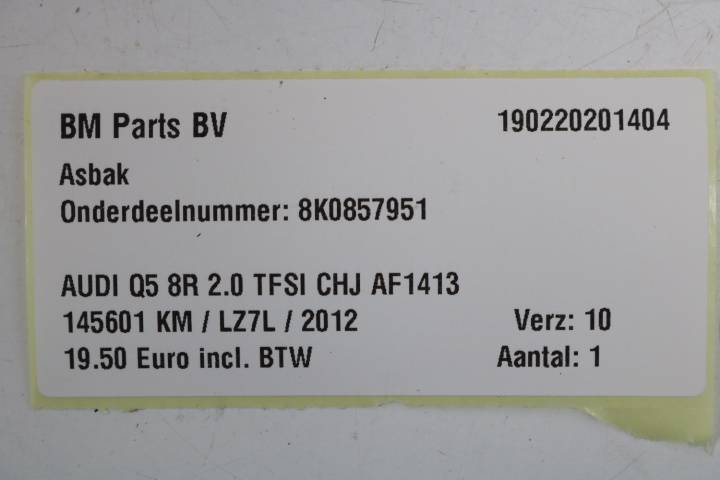 BM Parts BV 190220201404
Asbak
Onderdeelnummer: 8K0857951
AUDI Q5 8R 2.0 TFSI CHJ AF1413
145601 KM / LZ7L / 2012 Verz: 10
19.50 Euro incl. BTW Aantal: 1